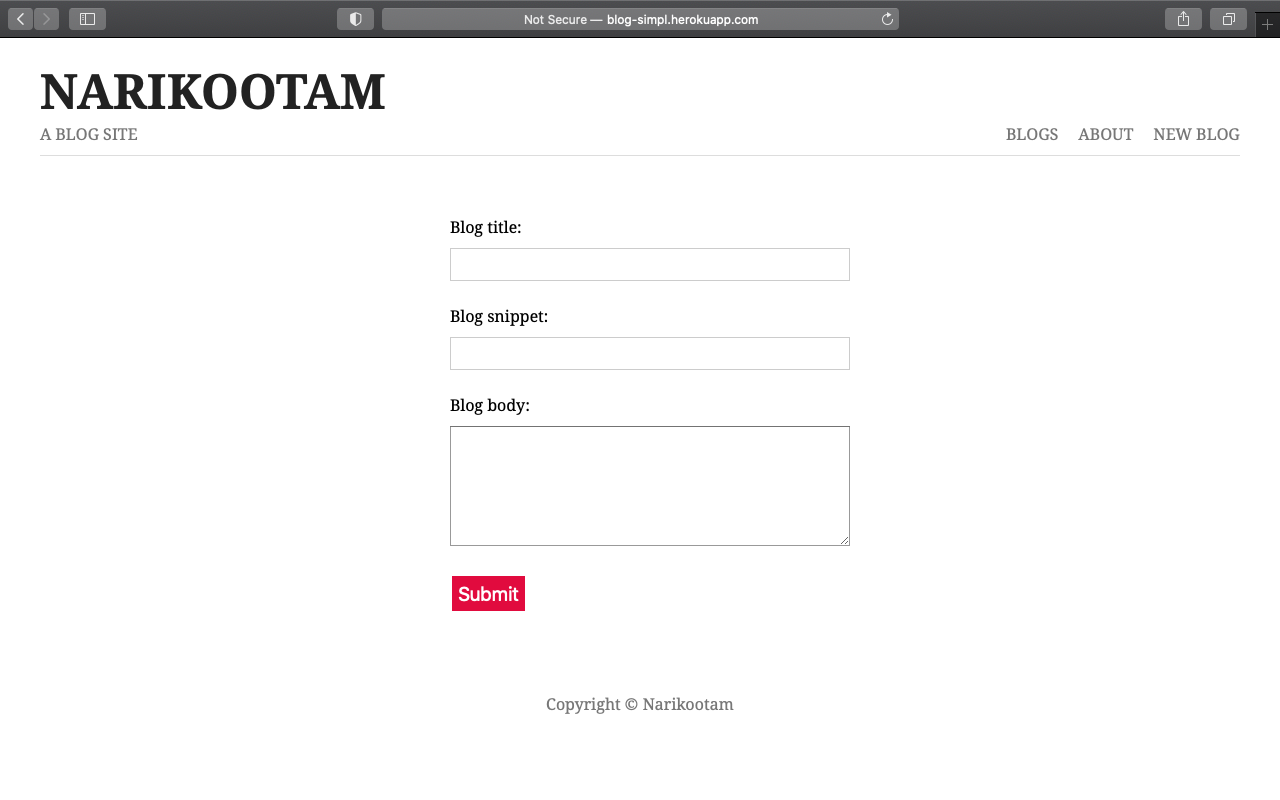 Not Secure — blog-simpl.herokuapp.com
NARIKOOTAM
A BLOG SITE BLOGS ABOUT NEW BLOG
Blog title:
Blog snippet:
Blog body:
Submit
Copyright © Narikootam